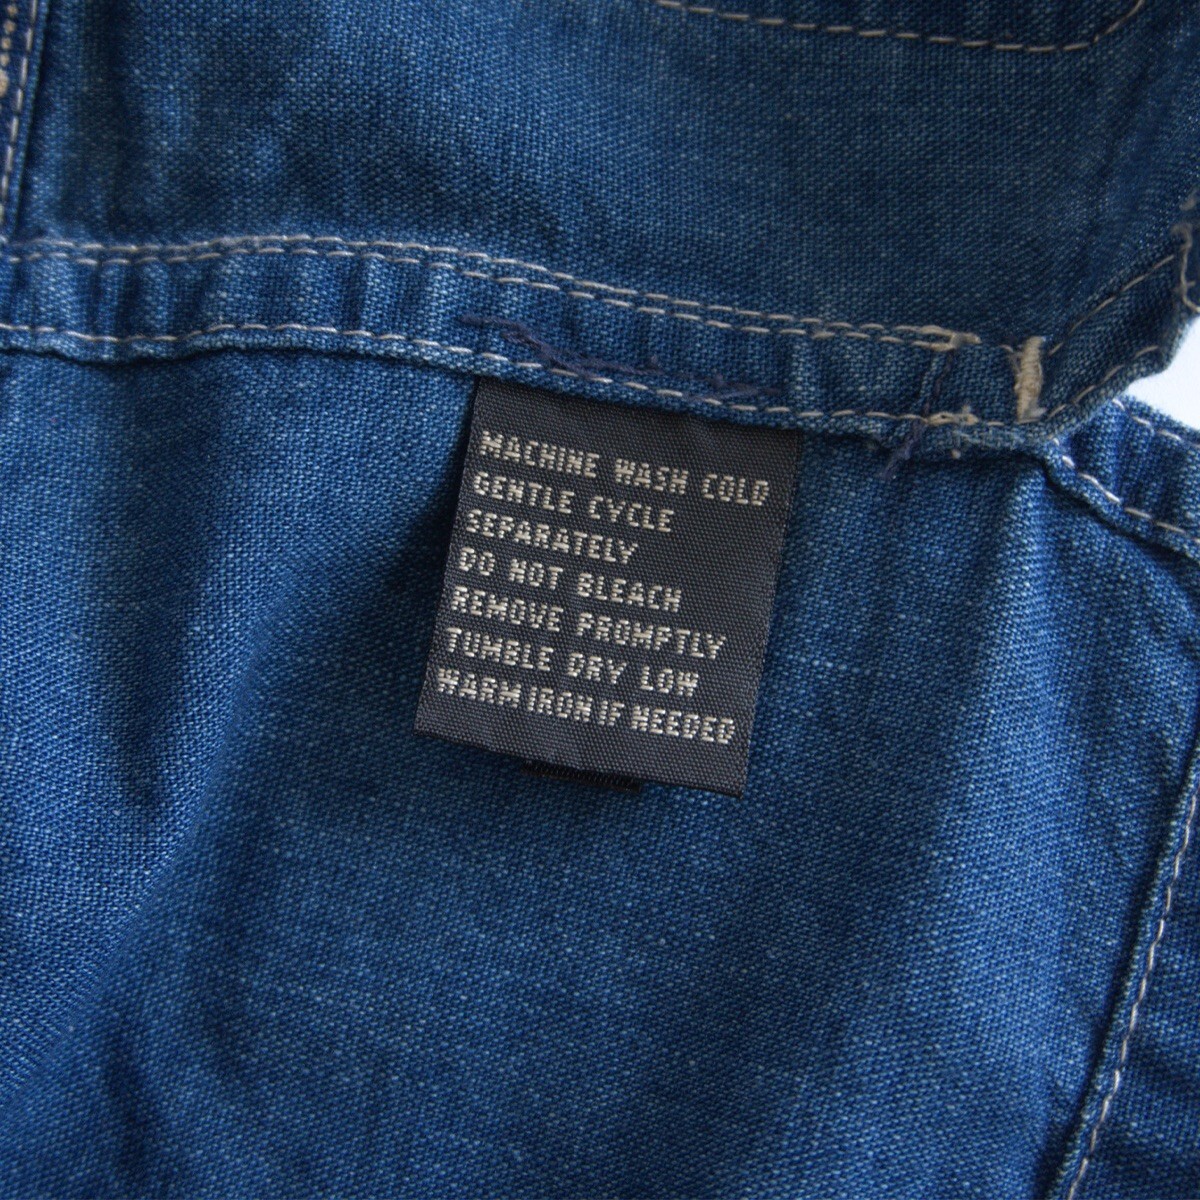 MACHINE WASH COLD
GENTLE CYCLE
SEPARATELY
DO NOT BLEACH
REMOVE PROMPTLY
TUMBLE DRY LOW
WARM IRON IF NEEDED